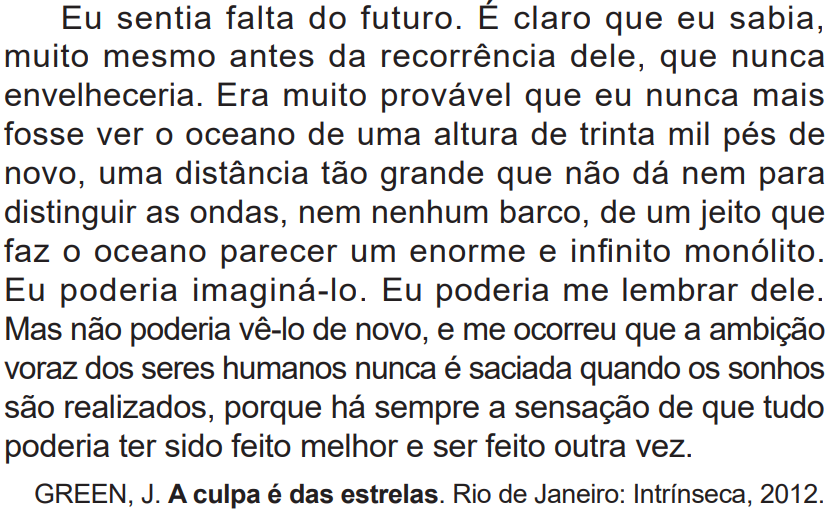 Eu sentia falta do futuro. É claro que eu sabia,
muito mesmo antes da recorrência dele, que nunca
envelheceria. Era muito provável que eu nunca mais
fosse ver o oceano de uma altura de trinta mil pés de
novo, uma distância tão grande que não dá nem para
distinguir as ondas, nem nenhum barco, de um jeito que
faz o oceano parecer um enorme e infinito monólito.
Eu poderia imaginá-lo. Eu poderia me lembrar dele.
Mas não poderia vê-lo de novo, e me ocorreu que a ambição
voraz dos seres humanos nunca é saciada quando os sonhos
são realizados, porque há sempre a sensação de que tudo
poderia ter sido feito melhor e ser feito outra vez.
GREEN, J. A culpa é das estrelas. Rio de Janeiro: Intrínseca, 2012.